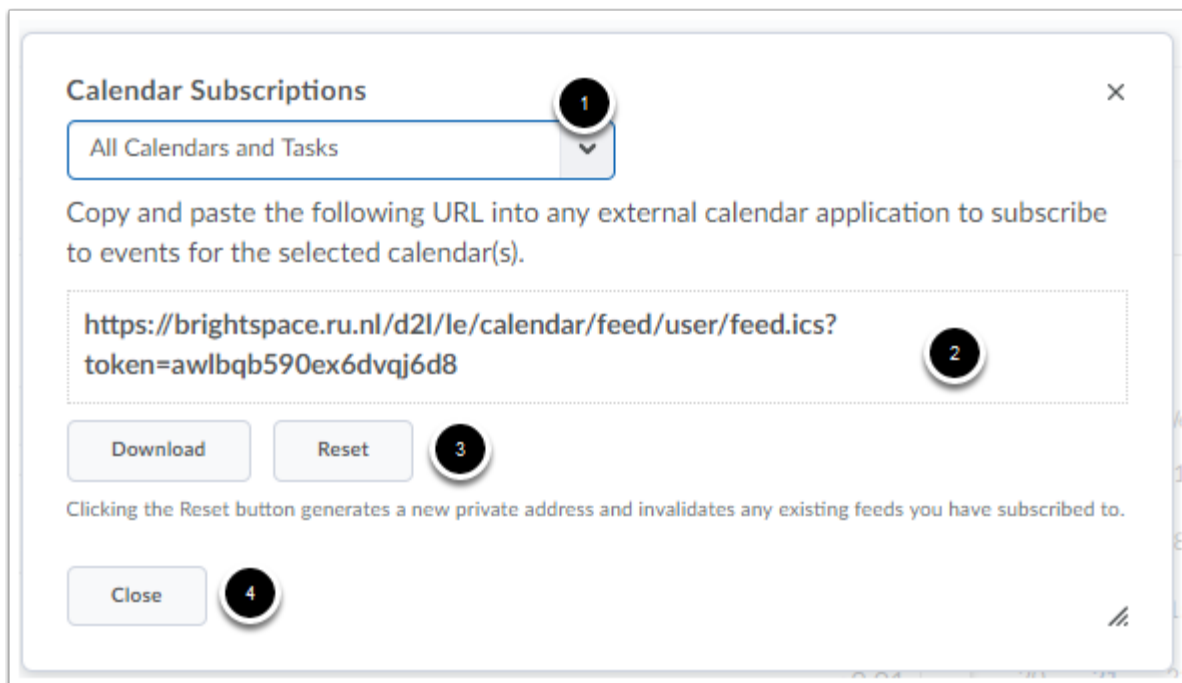 Calendar Subscriptions
1
All Calendars and Tasks
Copy and paste the following URL into any external calendar application to subscribe
to events for the selected calendar(s).
https://brightspace.ru.nl/d2l/le/calendar/feed/user/feed.ics?
token=awlbqb590ex6dvqj6d8
2
Download Reset 3
Clicking the Reset button generates a new private address and invalidates any existing feeds you have subscribed to.
Close 4